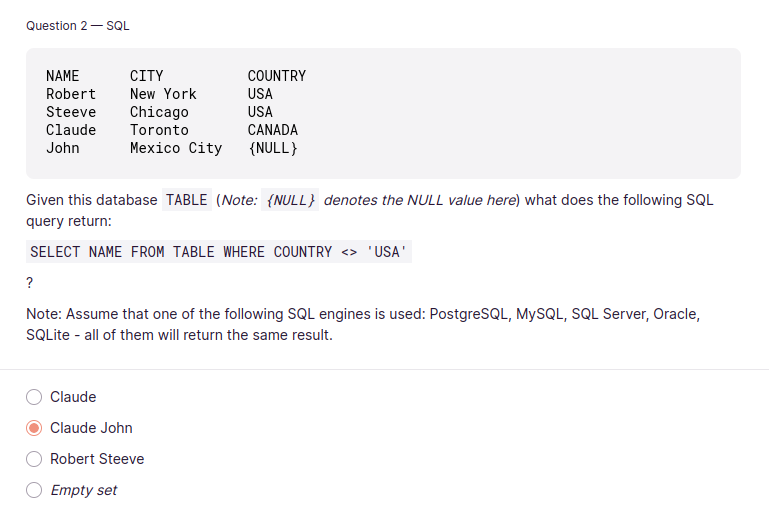 Question 2 — SQL
NAME CITY COUNTRY
Robert New York USA
Steeve Chicago USA
Claude Toronto CANADA
John Mexico City {NULL}
Given this database TABLE (Note: {NULL} denotes the NULL value here) what does the following SQL
query return:
SELECT NAME FROM TABLE WHERE COUNTRY <> 'USA'
?
Note: Assume that one of the following SQL engines is used: PostgreSQL, MySQL, SQL Server, Oracle,
SQLite - all of them will return the same result.
Claude
Claude John
Robert Steeve
Empty set